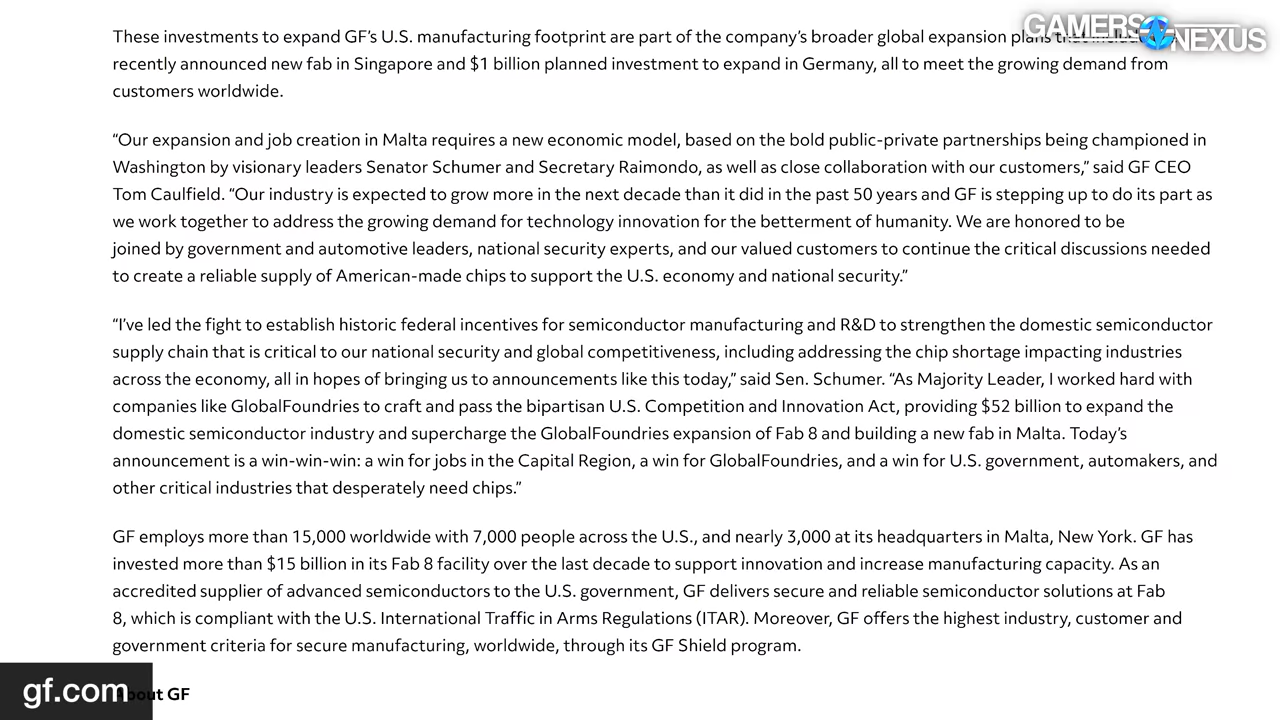 GAMERS NEXUS
These investments to expand GF’s U.S. manufacturing footprint are part of the company’s broader global expansion plans that
recently announced new fab in Singapore and $1 billion planned investment to expand in Germany, all to meet the growing demand from
customers worldwide.
“Our expansion and job creation in Malta requires a new economic model, based on the bold public-private partnerships being championed in
Washington by visionary leaders Senator Schumer and Secretary Raimondo, as well as close collaboration with our customers,” said GF CEO
Tom Caulfield. “Our industry is expected to grow more in the next decade than it did in the past 50 years and GF is stepping up to do its part as
we work together to address the growing demand for technology innovation for the betterment of humanity. We are honored to be
joined by government and automotive leaders, national security experts, and our valued customers to continue the critical discussions needed
to create a reliable supply of American-made chips to support the U.S. economy and national security.”
“I’ve led the fight to establish historic federal incentives for semiconductor manufacturing and R&D to strengthen the domestic semiconductor
supply chain that is critical to our national security and global competitiveness, including addressing the chip shortage impacting industries
across the economy, all in hopes of bringing us to announcements like this today,” said Sen. Schumer. “As Majority Leader, I worked hard with
companies like GlobalFoundries to craft and pass the bipartisan U.S. Competition and Innovation Act, providing $52 billion to expand the
domestic semiconductor industry and supercharge the GlobalFoundries expansion of Fab 8 and building a new fab in Malta. Today’s
announcement is a win-win-win: a win for jobs in the Capital Region, a win for GlobalFoundries, and a win for U.S. government, automakers, and
other critical industries that desperately need chips.”
GF employs more than 15,000 worldwide with 7,000 people across the U.S., and nearly 3,000 at its headquarters in Malta, New York. GF has
invested more than $15 billion in its Fab 8 facility over the last decade to support innovation and increase manufacturing capacity. As an
accredited supplier of advanced semiconductors to the U.S. government, GF delivers secure and reliable semiconductor solutions at Fab
8, which is compliant with the U.S. International Traffic in Arms Regulations (ITAR). Moreover, GF offers the highest industry, customer and
government criteria for secure manufacturing, worldwide, through its GF Shield program.
About GF
gf.com